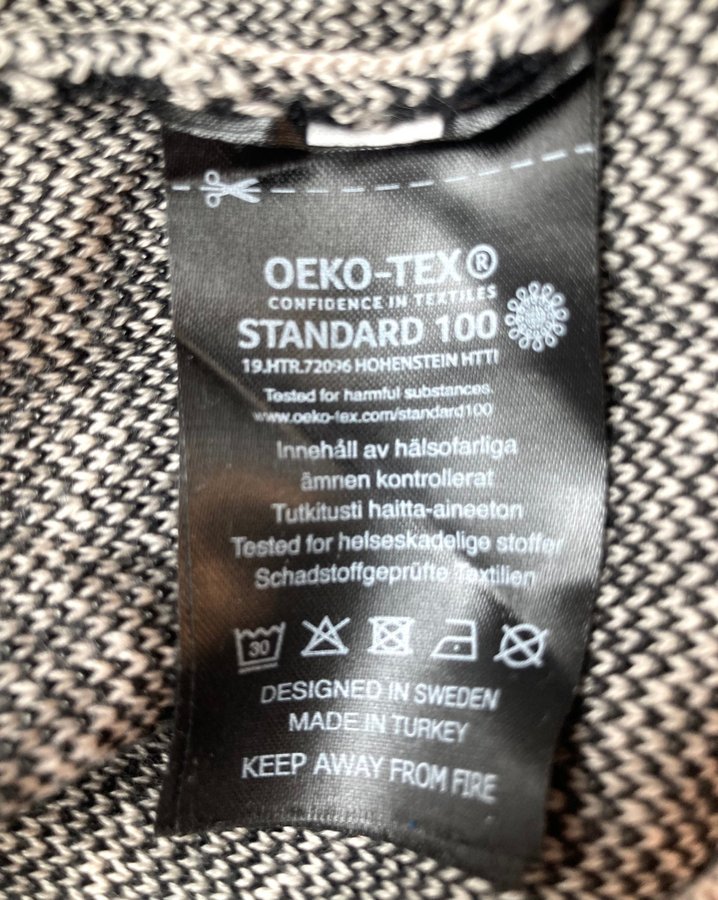 OEKO-TEX®
CONFIDENCE IN TEXTILES
STANDARD 100
19.HTR.72096 HOHENSTEIN HTTI
Tested for harmful substances
www.oeko-tex.com/standard100
Innehåll av hälsofarliga
ämnen kontrollerat
Tutkitusti haitta-aineeton
Tested for helseskadelige stoffer
Schadstoffgeprüfte Textilien
30
DESIGNED IN SWEDEN
MADE IN TURKEY
KEEP AWAY FROM FIRE